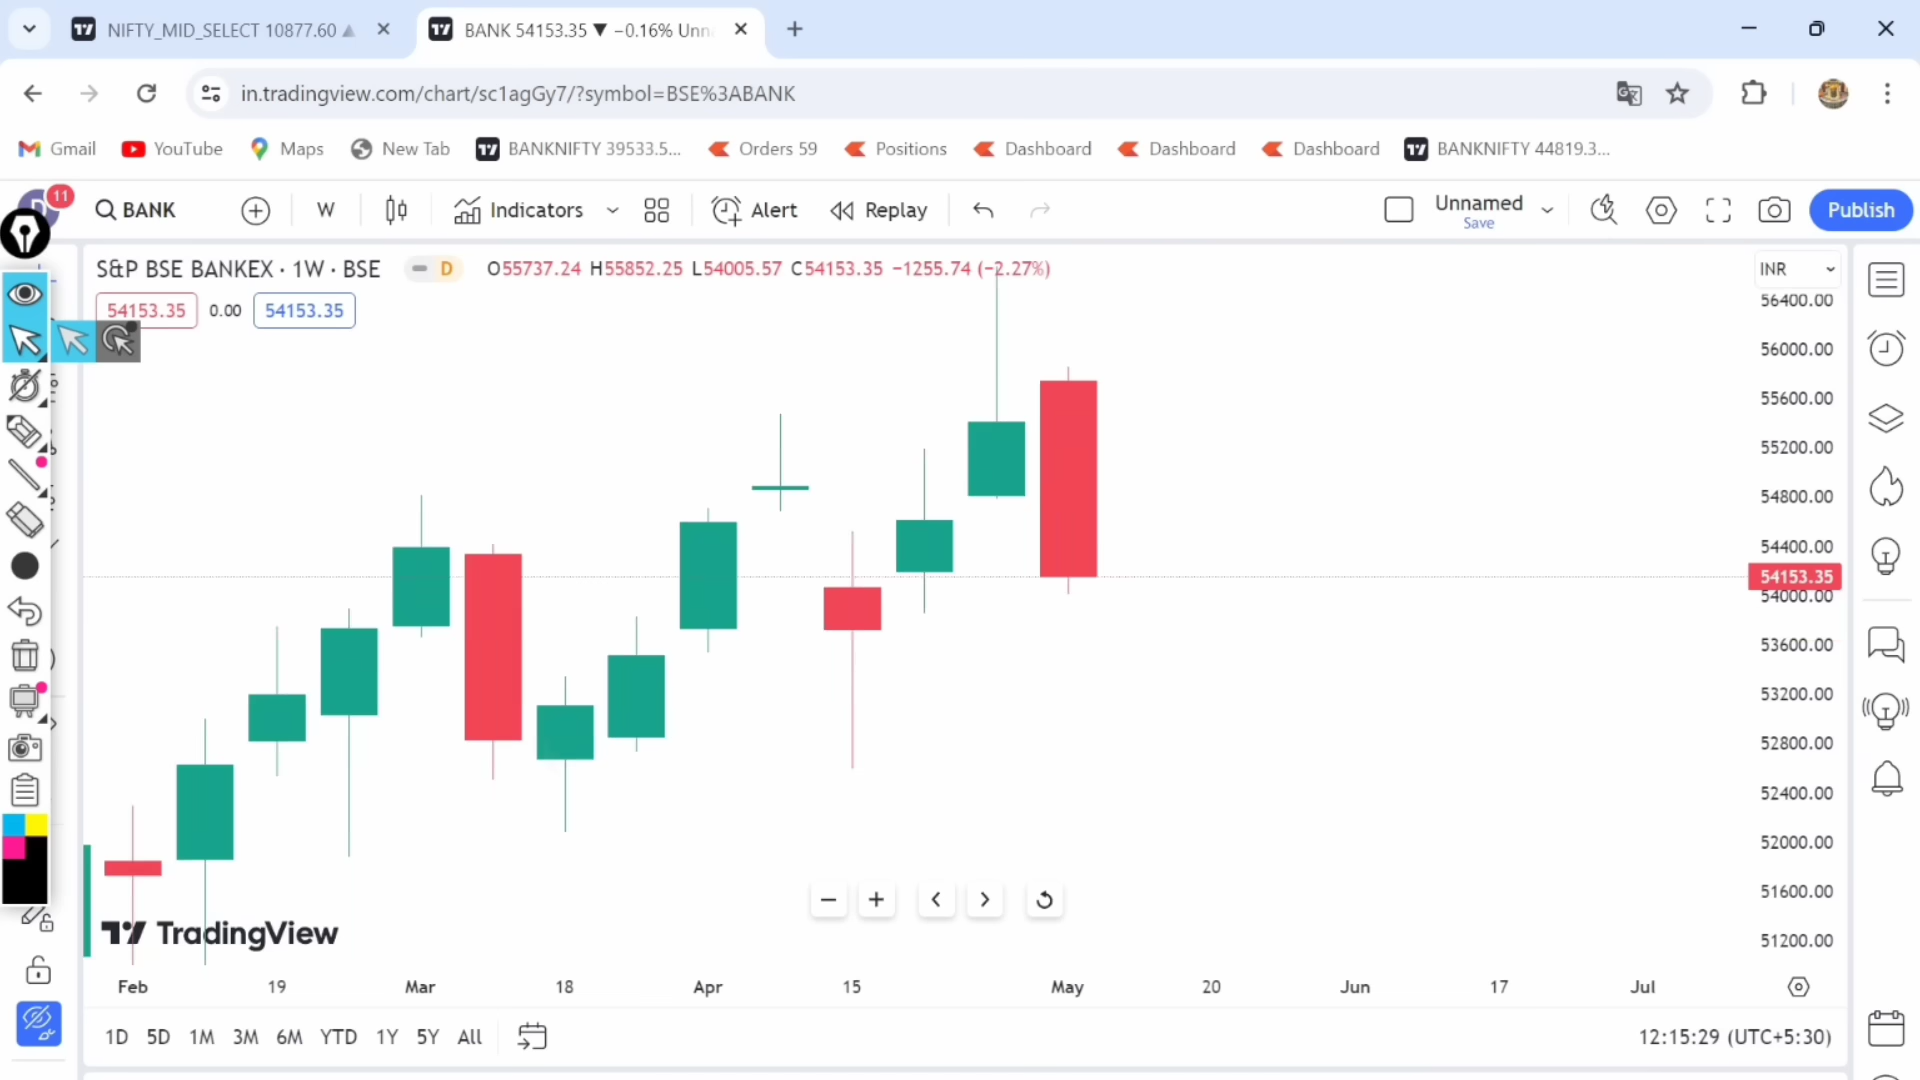 NIFTY_MID_SELECT 10877.60
BANK 54153.35 ▼ −0.16% Unn
in.tradingview.com/chart/sc1agGy7/?symbol=BSE%3ABANK
Gmail
YouTube
Maps
New Tab
BANKNIFTY 39533.5...
Orders 59
Positions
Dashboard
Dashboard
Dashboard
BANKNIFTY 44819.3...
11
BANK
W
Indicators
Alert
Replay
Unnamed
Save
Publish
S&P BSE BANKEX · 1W · BSE
D
O55737.24 H55852.25 L54005.57 C54153.35 −1255.74 (−2.27%)
INR
54153.35
0.00
54153.35
56400.00
56000.00
55600.00
55200.00
54800.00
54400.00
54153.35
54000.00
53600.00
53200.00
52800.00
52400.00
52000.00
51600.00
51200.00
TradingView
Feb
19
Mar
18
Apr
15
May
20
Jun
17
Jul
1D
5D
1M
3M
6M
YTD
1Y
5Y
All
12:15:29 (UTC+5:30)